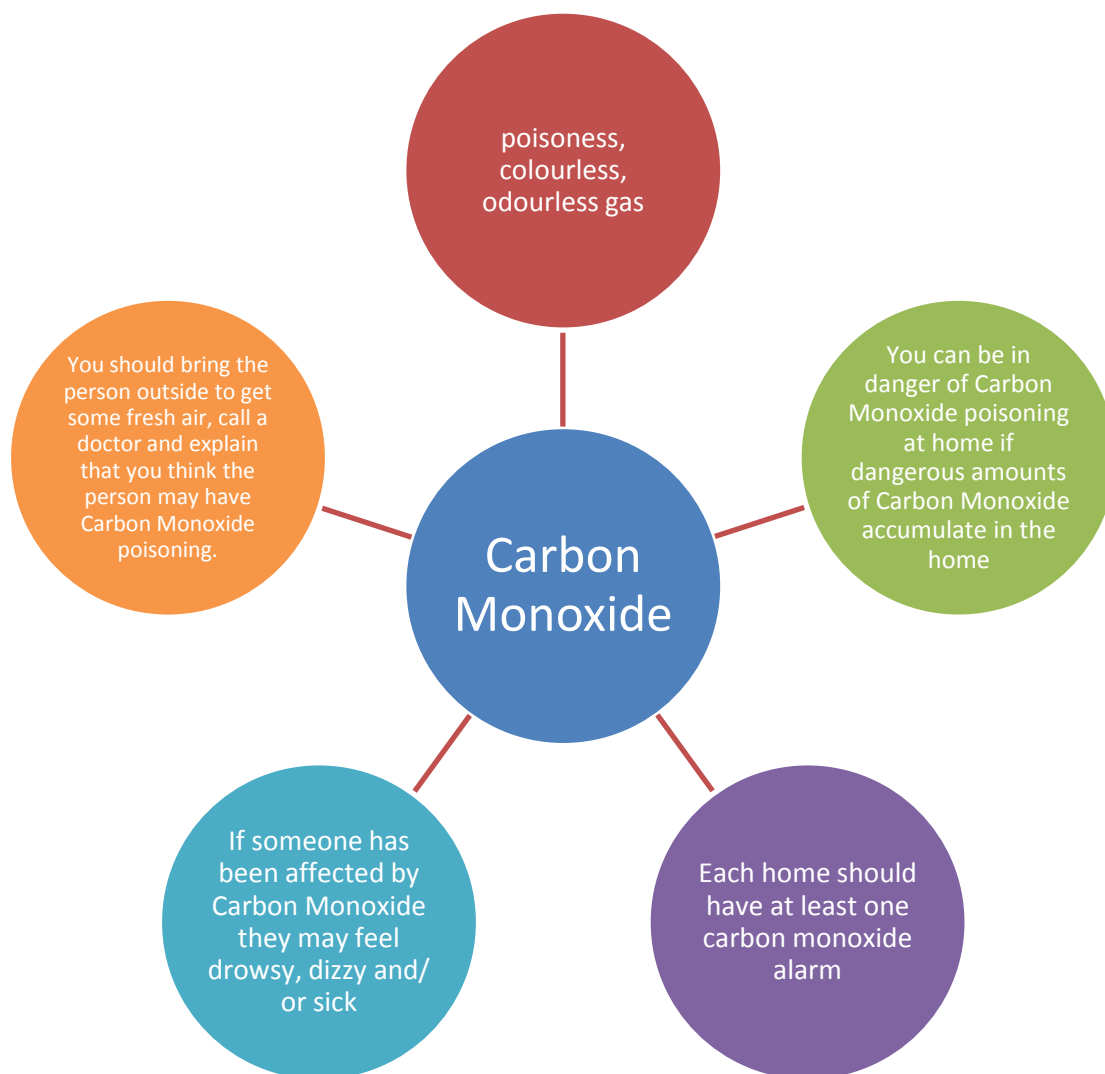 poisoness,
colourless,
odourless gas
You should bring the
person outside to get
some fresh air, call a
doctor and explain
that you think the
person may have
Carbon Monoxide
poisoning.
You can be in
danger of Carbon
Monoxide poisoning
at home if
dangerous amounts
of Carbon Monoxide
accumulate in the
home
Carbon
Monoxide
If someone has
been affected by
Carbon Monoxide
they may feel
drowsy, dizzy and/
or sick
Each home should
have at least one
carbon monoxide
alarm